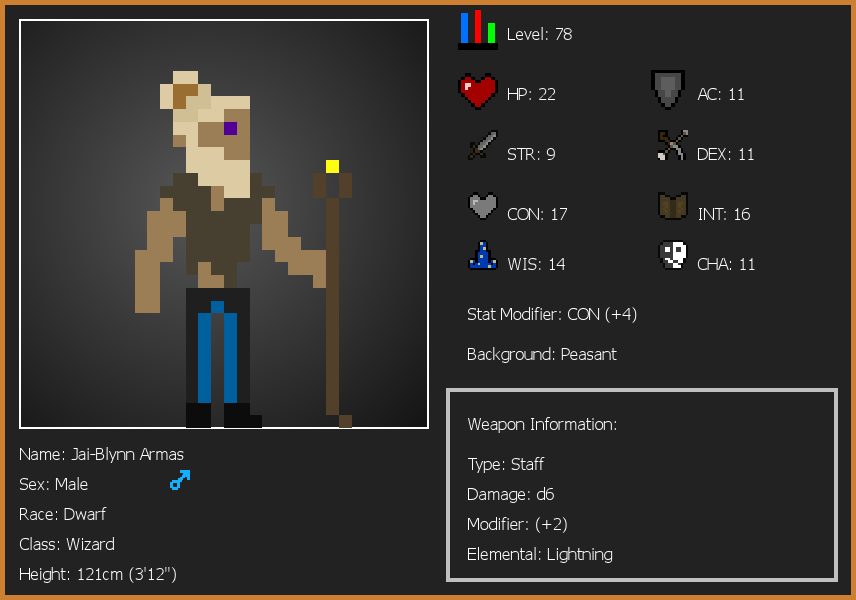 Level: 78
HP: 22
AC: 11
STR: 9
DEX: 11
CON: 17
INT: 16
WIS: 14
CHA: 11
Stat Modifier: CON (+4)
Background: Peasant
Weapon Information:
Type: Staff
Damage: d6
Modifier: (+2)
Elemental: Lightning
Name: Jai-Blynn Armas
Sex: Male
Race: Dwarf
Class: Wizard
Height: 121cm (3'12")